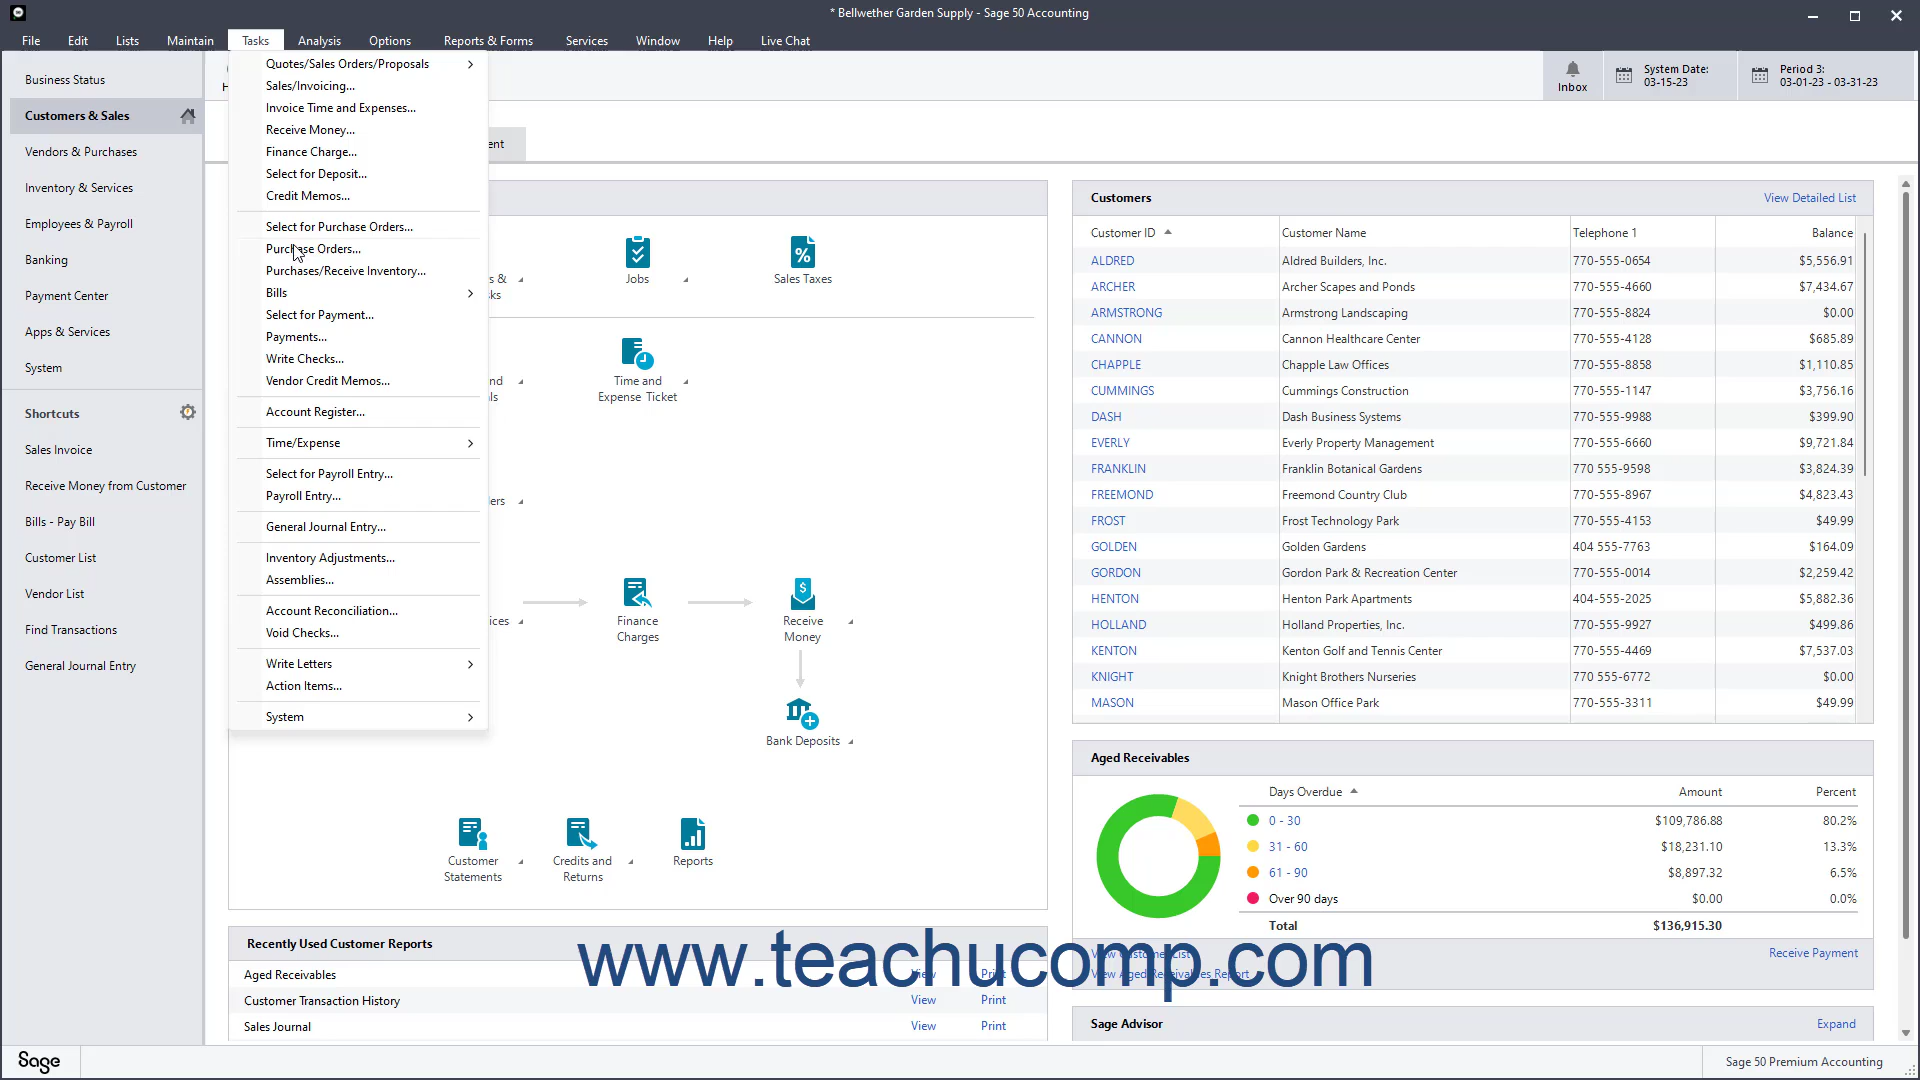 * Bellwether Garden Supply - Sage 50 Accounting
File Edit Lists Maintain Tasks Analysis Options Reports & Forms Services Window Help Live Chat
Inbox
System Date:
03-15-23
Period 3:
03-01-23 - 03-31-23
Business Status
Customers & Sales
Vendors & Purchases
Inventory & Services
Employees & Payroll
Banking
Payment Center
Apps & Services
System
Shortcuts
Sales Invoice
Receive Money from Customer
Bills - Pay Bill
Customer List
Vendor List
Find Transactions
General Journal Entry
Quotes/Sales Orders/Proposals
Sales/Invoicing...
Invoice Time and Expenses...
Receive Money...
Finance Charge...
Select for Deposit...
Credit Memos...
Select for Purchase Orders...
Purchase Orders...
Purchases/Receive Inventory...
Bills
Select for Payment...
Payments...
Write Checks...
Vendor Credit Memos...
Account Register...
Time/Expense
Select for Payroll Entry...
Payroll Entry...
General Journal Entry...
Inventory Adjustments...
Assemblies...
Account Reconciliation...
Void Checks...
Write Letters
Action Items...
System
ent
s &
ks
Jobs
Sales Taxes
nd
ls
Time and
Expense Ticket
ers
ices
Finance
Charges
Receive
Money
Bank Deposits
Customer
Statements
Credits and
Returns
Reports
Recently Used Customer Reports
Aged Receivables View Print
Customer Transaction History View Print
Sales Journal View Print
Customers View Detailed List
Customer ID Customer Name Telephone 1 Balance
ALDRED Aldred Builders, Inc. 770-555-0654 $5,556.91
ARCHER Archer Scapes and Ponds 770-555-4660 $7,434.67
ARMSTRONG Armstrong Landscaping 770-555-8824 $0.00
CANNON Cannon Healthcare Center 770-555-4128 $685.89
CHAPPLE Chapple Law Offices 770-555-8858 $1,110.85
CUMMINGS Cummings Construction 770-555-1147 $3,756.16
DASH Dash Business Systems 770-555-9988 $399.90
EVERLY Everly Property Management 770-555-6660 $9,721.84
FRANKLIN Franklin Botanical Gardens 770 555-9598 $3,824.39
FREEMOND Freemond Country Club 770-555-8967 $4,823.43
FROST Frost Technology Park 770-555-4153 $49.99
GOLDEN Golden Gardens 404 555-7763 $164.09
GORDON Gordon Park & Recreation Center 770-555-0014 $2,259.42
HENTON Henton Park Apartments 404-555-2025 $5,882.36
HOLLAND Holland Properties, Inc. 770-555-9927 $499.86
KENTON Kenton Golf and Tennis Center 770-555-4469 $7,537.03
KNIGHT Knight Brothers Nurseries 770 555-6772 $0.00
MASON Mason Office Park 770-555-3311 $49.99
Aged Receivables
Days Overdue Amount Percent
0 - 30 $109,786.88 80.2%
31 - 60 $18,231.10 13.3%
61 - 90 $8,897.32 6.5%
Over 90 days $0.00 0.0%
Total $136,915.30
View Customer List Receive Payment
View Aged Receivables Report
www.teachucomp.com
Sage Advisor Expand
Sage
Sage 50 Premium Accounting